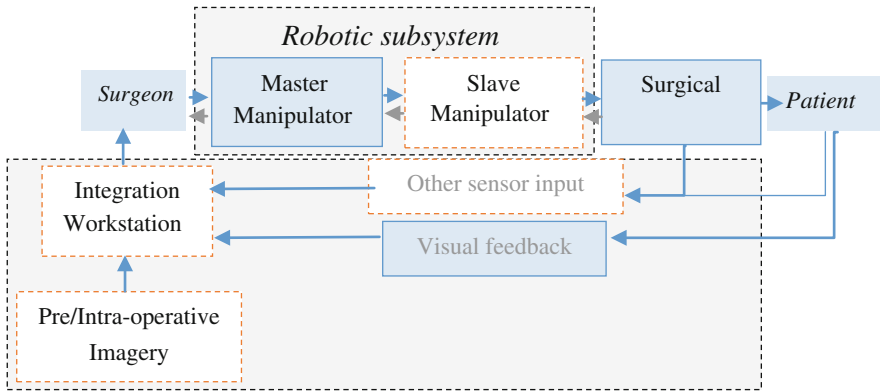 Robotic subsystem
Surgeon
Master
Manipulator
Slave
Manipulator
Surgical
Patient
Integration
Workstation
Other sensor input
Visual feedback
Pre/Intra-operative
Imagery